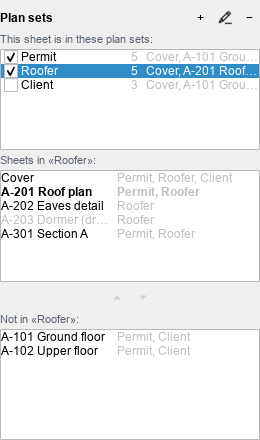 Plan sets + −
This sheet is in these plan sets:
Permit 5 Cover, A-101 Grou…
Roofer 5 Cover, A-201 Roof…
Client 3 Cover, A-101 Grou…
Sheets in «Roofer»:
Cover Permit, Roofer, Client
A-201 Roof plan Permit, Roofer
A-202 Eaves detail Roofer
A-203 Dormer (dr… Roofer
A-301 Section A Permit, Roofer
Not in «Roofer»:
A-101 Ground floor Permit, Client
A-102 Upper floor Permit, Client